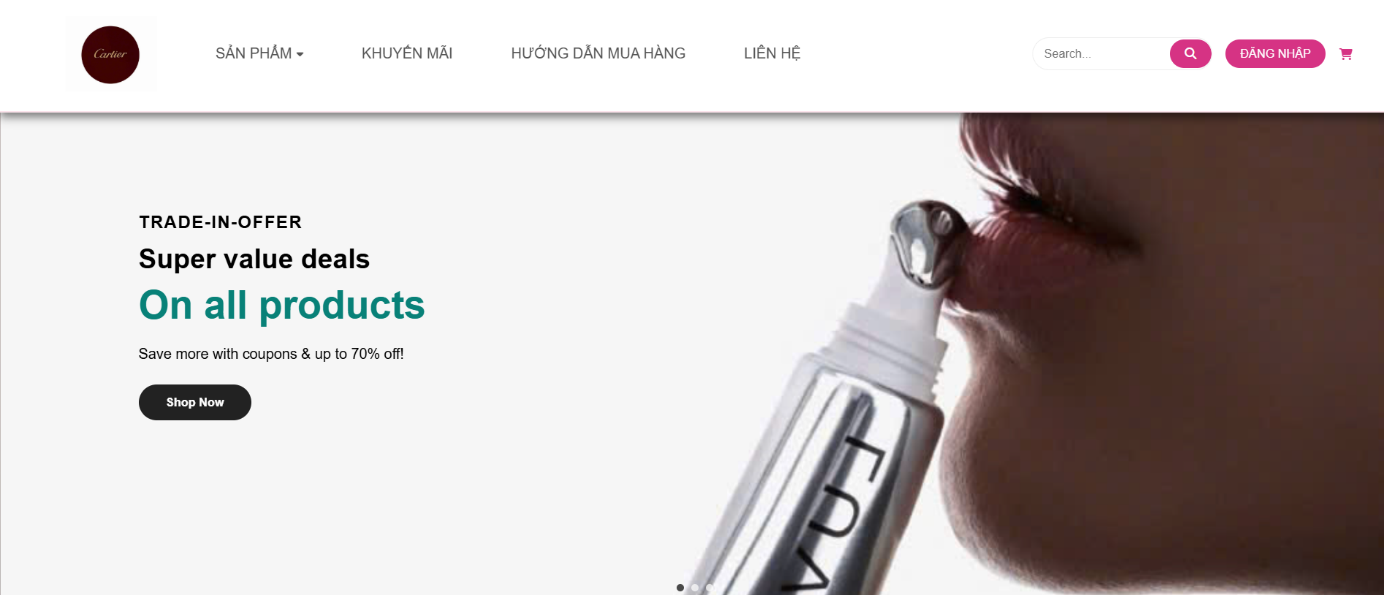 Cartier
SẢN PHẨM
KHUYẾN MÃI
HƯỚNG DẪN MUA HÀNG
LIÊN HỆ
Search...
ĐĂNG NHẬP
TRADE-IN-OFFER
Super value deals
On all products
Save more with coupons & up to 70% off!
Shop Now